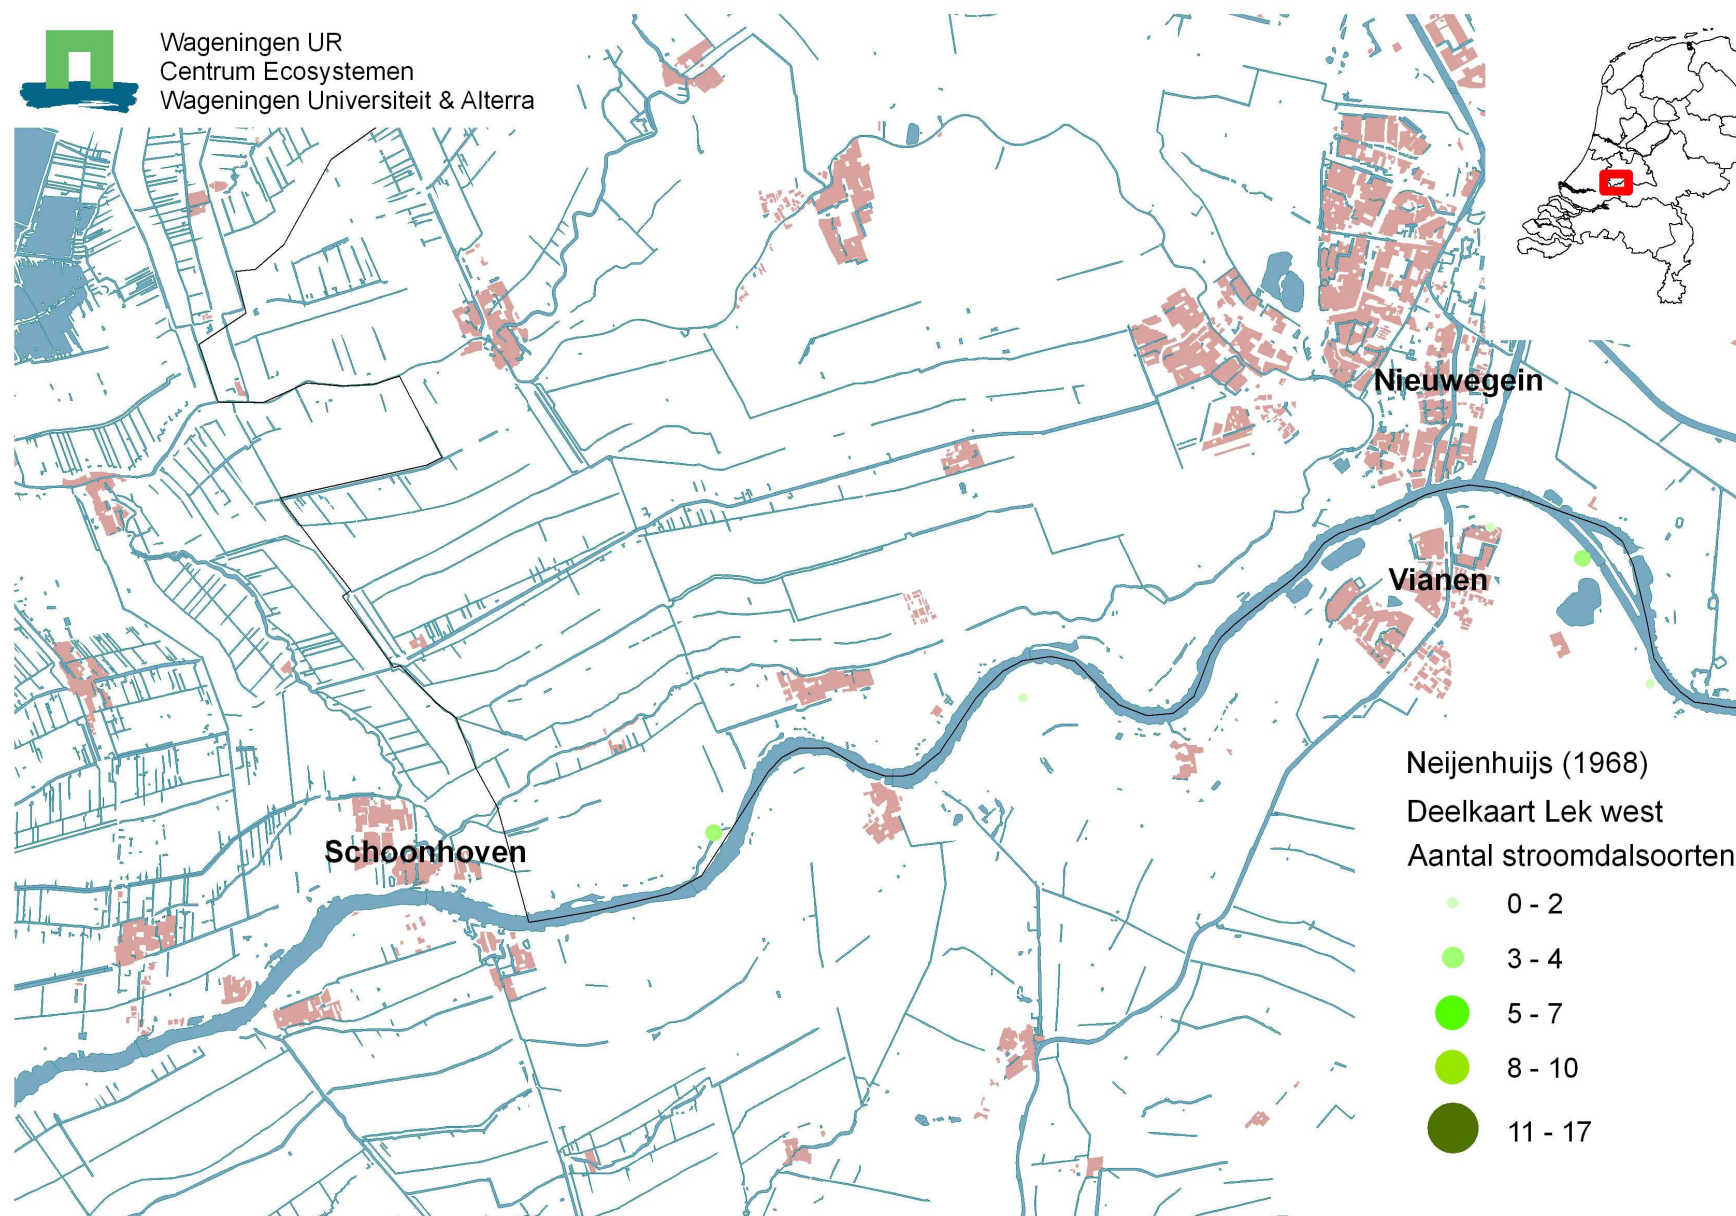 Wageningen UR
Centrum Ecosystemen
Wageningen Universiteit & Alterra
Nieuwegein
Vianen
Schoonhoven
Neijenhuijs (1968)
Deelkaart Lek west
Aantal stroomdalsoorten
0 - 2
3 - 4
5 - 7
8 - 10
11 - 17